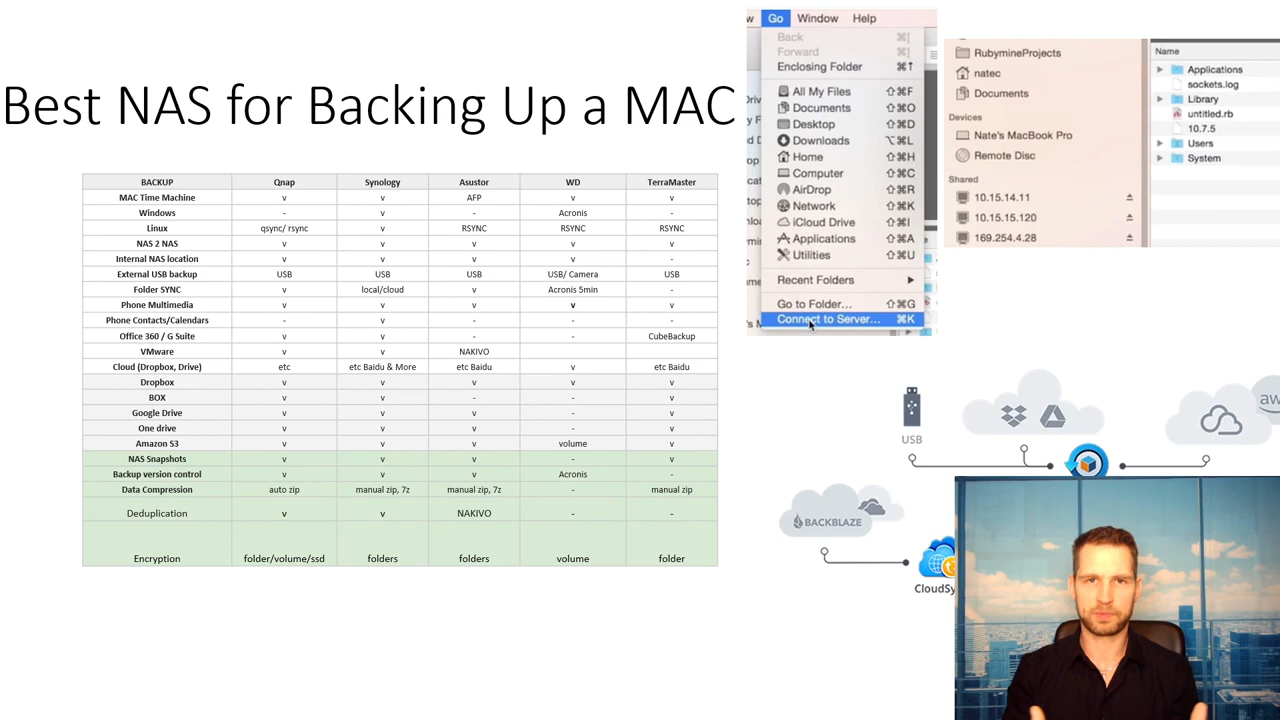 Best NAS for Backing Up a MAC
BACKUP Qnap Synology Asustor WD TerraMaster
MAC Time Machine v v AFP v v
Windows - v - Acronis -
Linux qsync/ rsync v RSYNC RSYNC RSYNC
NAS 2 NAS v v v v v
Internal NAS location v v v v -
External USB backup USB USB USB USB/ Camera USB
Folder SYNC v local/cloud v Acronis 5min -
Phone Multimedia v v v v v
Phone Contacts/Calendars - v - - -
Office 360 / G Suite v v - - CubeBackup
VMware v v NAKIVO
Cloud (Dropbox, Drive) etc etc Baidu & More etc Baidu v etc Baidu
Dropbox v v v v v
BOX v v - - -
Google Drive v v v - v
One drive v v v - v
Amazon S3 v v v volume v
NAS Snapshots v v v - v
Backup version control v v v Acronis -
Data Compression auto zip manual zip, 7z manual zip, 7z - manual zip
Deduplication v v NAKIVO - -
Encryption folder/volume/ssd folders folders volume folder
w Go Window Help
Back ⌘[
Forward ⌘]
Enclosing Folder ⌘↑
All My Files ⇧⌘F
Documents ⇧⌘O
Desktop ⇧⌘D
Downloads ⌥⌘L
Home ⇧⌘H
Computer ⇧⌘C
AirDrop ⇧⌘R
Network ⇧⌘K
iCloud Drive ⇧⌘I
Applications ⇧⌘A
Utilities ⇧⌘U
Recent Folders
Go to Folder... ⇧⌘G
Connect to Server... ⌘K
RubymineProjects
natec
Documents
Devices
Nate's MacBook Pro
Remote Disc
Shared
10.15.14.11
10.15.15.120
169.254.4.28
Name
Applications
sockets.log
Library
untitled.rb
10.7.5
Users
System
USB
aw
BACKBLAZE
CloudSy